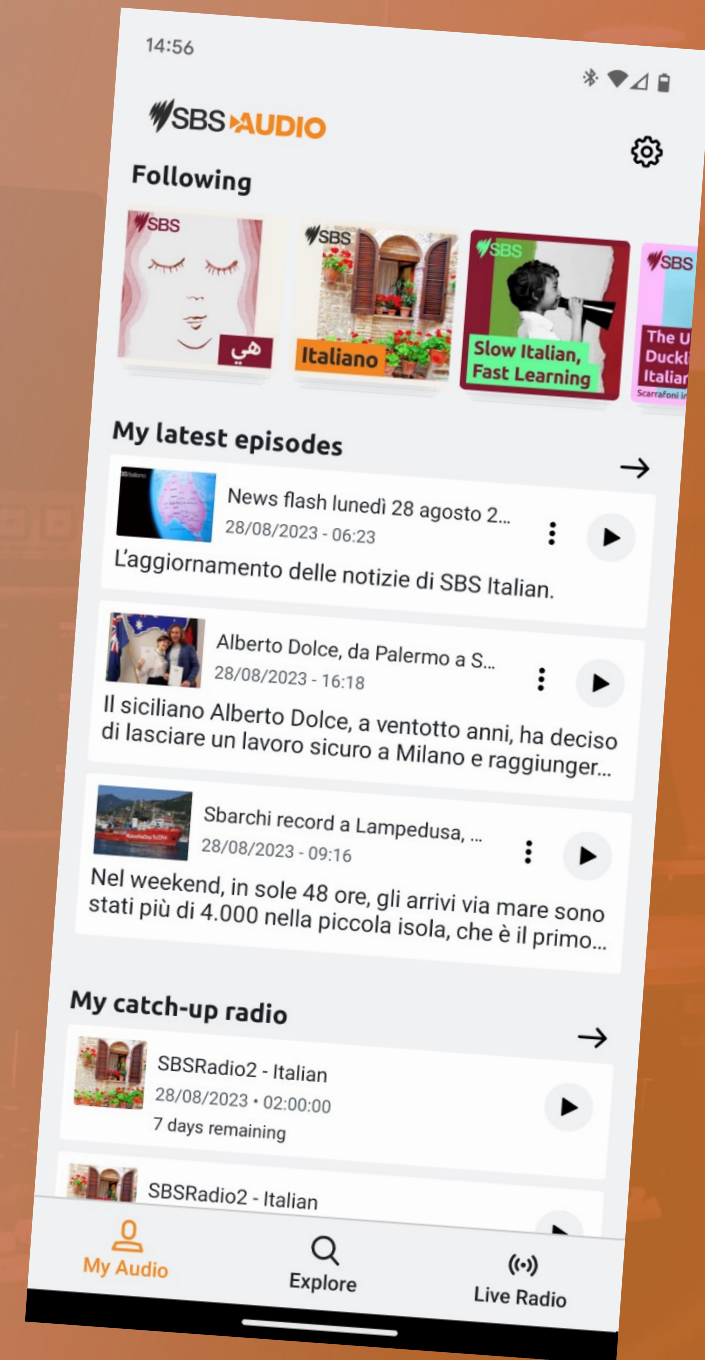 14:56
SBS AUDIO
Following
SBS
هي
SBS
Italiano
SBS
Slow Italian,
Fast Learning
SBS
The U
Duckl
Italian
Scarrafoni in
My latest episodes
News flash lunedì 28 agosto 2...
28/08/2023 - 06:23
L'aggiornamento delle notizie di SBS Italian.
Alberto Dolce, da Palermo a S...
28/08/2023 - 16:18
Il siciliano Alberto Dolce, a ventotto anni, ha deciso
di lasciare un lavoro sicuro a Milano e raggiunger...
Sbarchi record a Lampedusa, ...
28/08/2023 - 09:16
Nel weekend, in sole 48 ore, gli arrivi via mare sono
stati più di 4.000 nella piccola isola, che è il primo...
My catch-up radio
SBSRadio2 - Italian
28/08/2023 • 02:00:00
7 days remaining
SBSRadio2 - Italian
My Audio
Explore
Live Radio